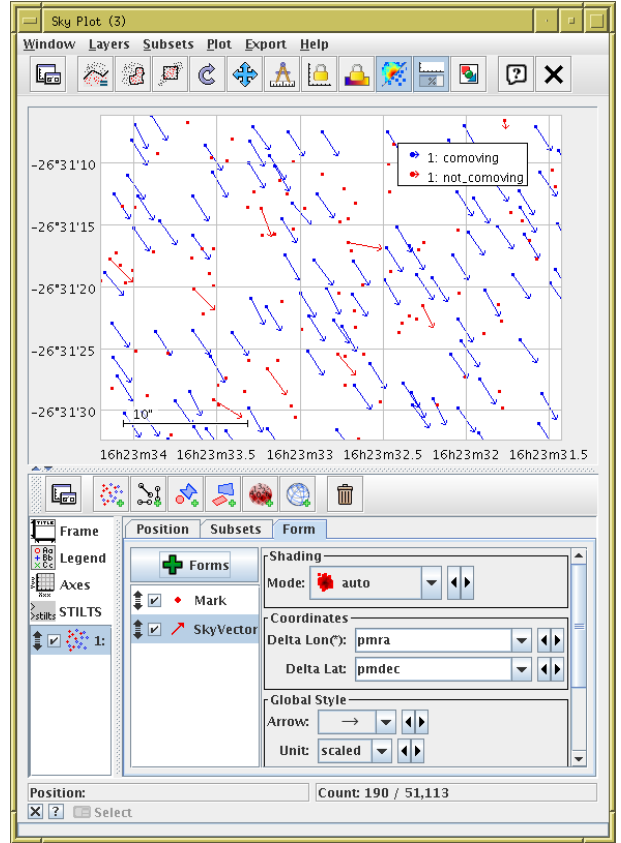 Sky Plot (3)
Window Layers Subsets Plot Export Help
1: comoving
1: not_comoving
-26°31'10
-26°31'15
-26°31'20
-26°31'25
-26°31'30
10"
16h23m34 16h23m33.5 16h23m33 16h23m32.5 16h23m32 16h23m31.5
Frame
Legend
Axes
STILTS
1:
Position Subsets Form
Forms
Mark
SkyVector
Shading
Mode: auto
Coordinates
Delta Lon(*): pmra
Delta Lat: pmdec
Global Style
Arrow:
Unit: scaled
Position:
Count: 190 / 51,113
Select